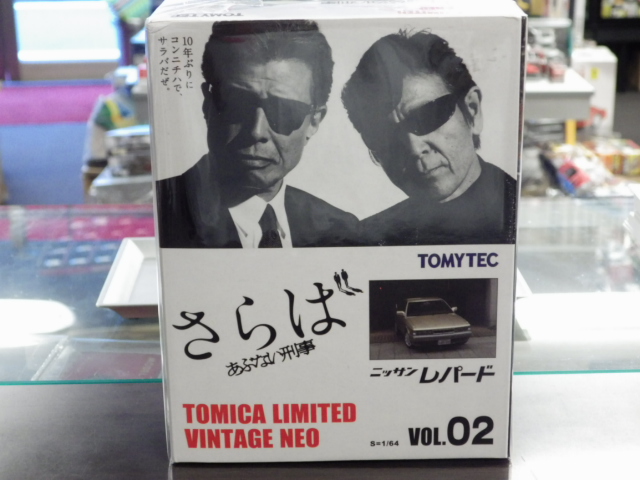 TOMYTEC
10年ぶりに
コンニチハで、
サラバだぜ。
TOMYTEC
さらば
あぶない刑事
ニッサン レパード
TOMICA LIMITED
VINTAGE NEO
S=1/64
VOL.02